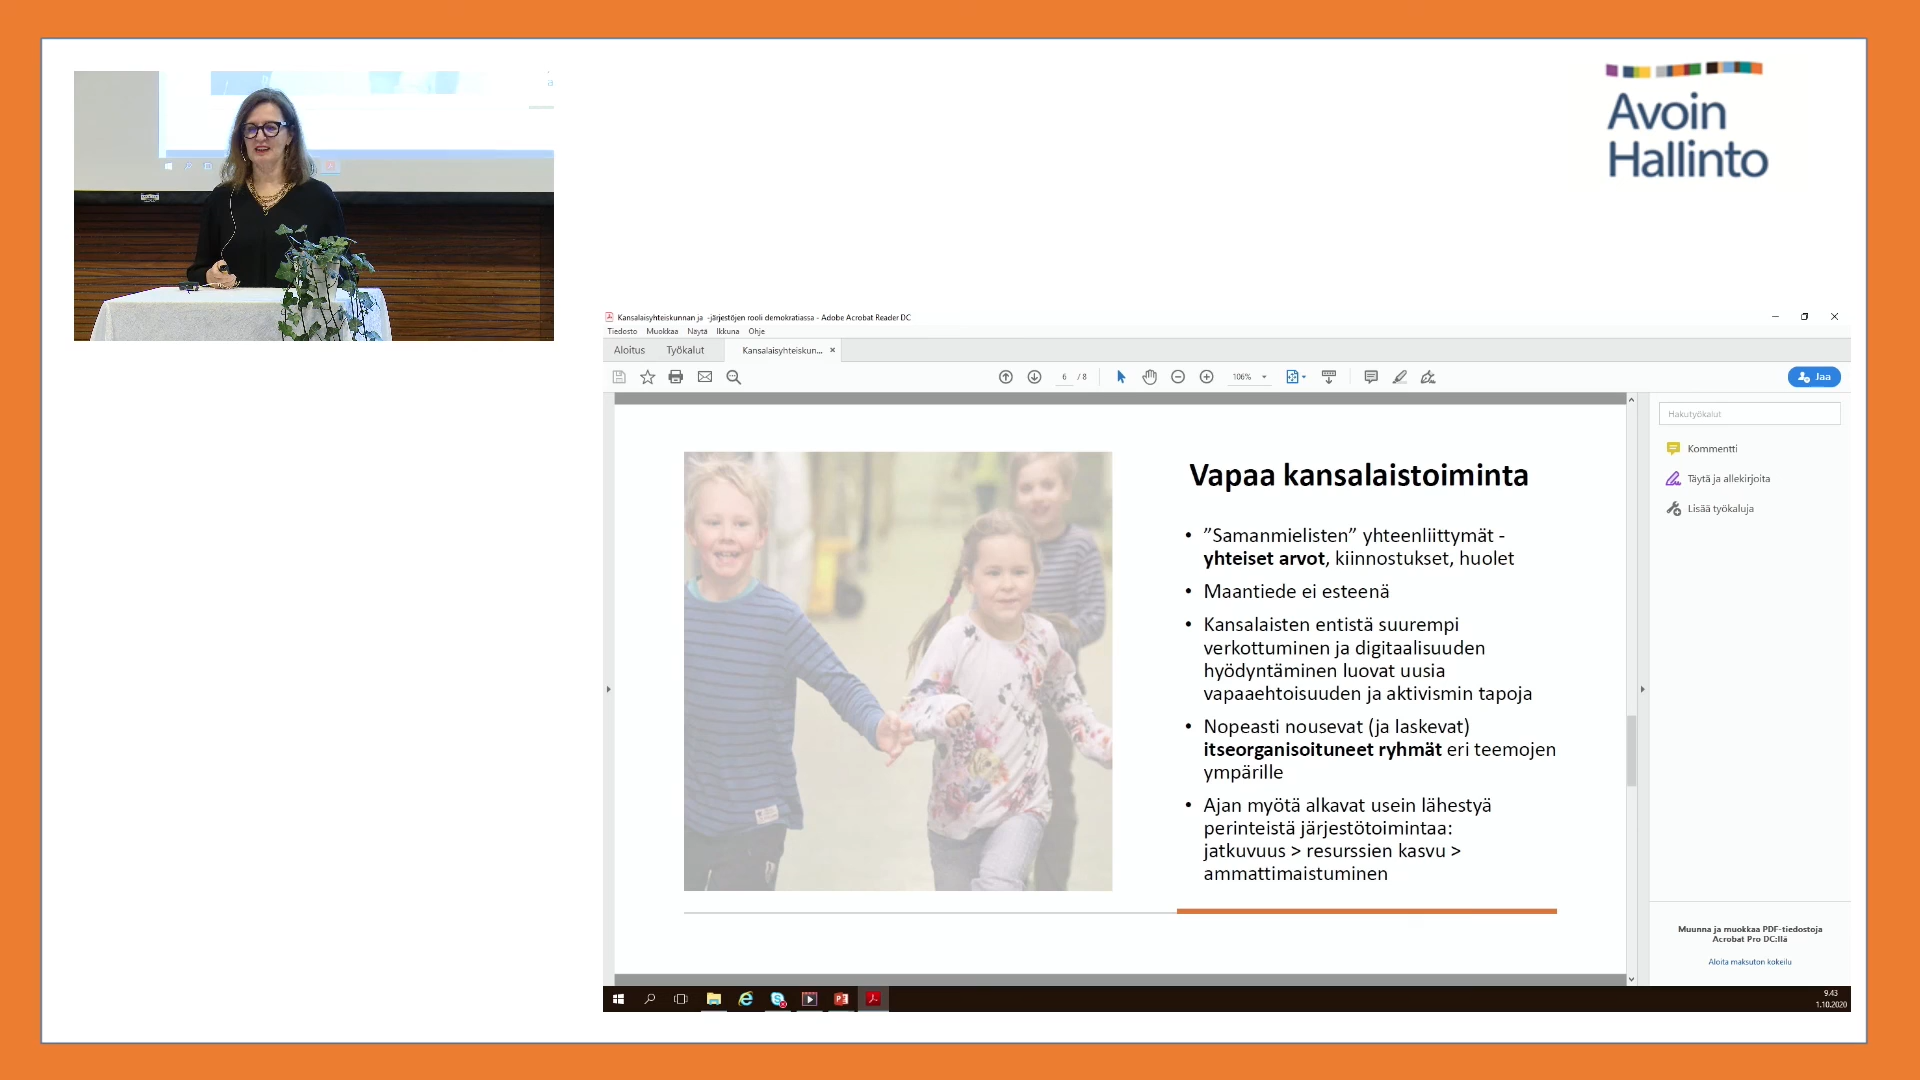 Avoin
Hallinto
Kansalaisyhteiskunnan ja -järjestöjen rooli demokratiassa - Adobe Acrobat Reader DC
Tiedosto Muokkaa Näytä Ikkuna Ohje
Aloitus Työkalut Kansalaisyhteiskun... ×
6 / 8 106% Jaa
Hakutyökalut
Kommentti
Täytä ja allekirjoita
Lisää työkaluja
Vapaa kansalaistoiminta
• ”Samanmielisten” yhteenliittymät -
yhteiset arvot, kiinnostukset, huolet
• Maantiede ei esteenä
• Kansalaisten entistä suurempi
verkottuminen ja digitaalisuuden
hyödyntäminen luovat uusia
vapaaehtoisuuden ja aktivismin tapoja
• Nopeasti nousevat (ja laskevat)
itseorganisoituneet ryhmät eri teemojen
ympärille
• Ajan myötä alkavat usein lähestyä
perinteistä järjestötoimintaa:
jatkuvuus > resurssien kasvu >
ammattimaistuminen
Muunna ja muokkaa PDF-tiedostoja
Acrobat Pro DC:llä
Aloita maksuton kokeilu
9.43
1.10.2020